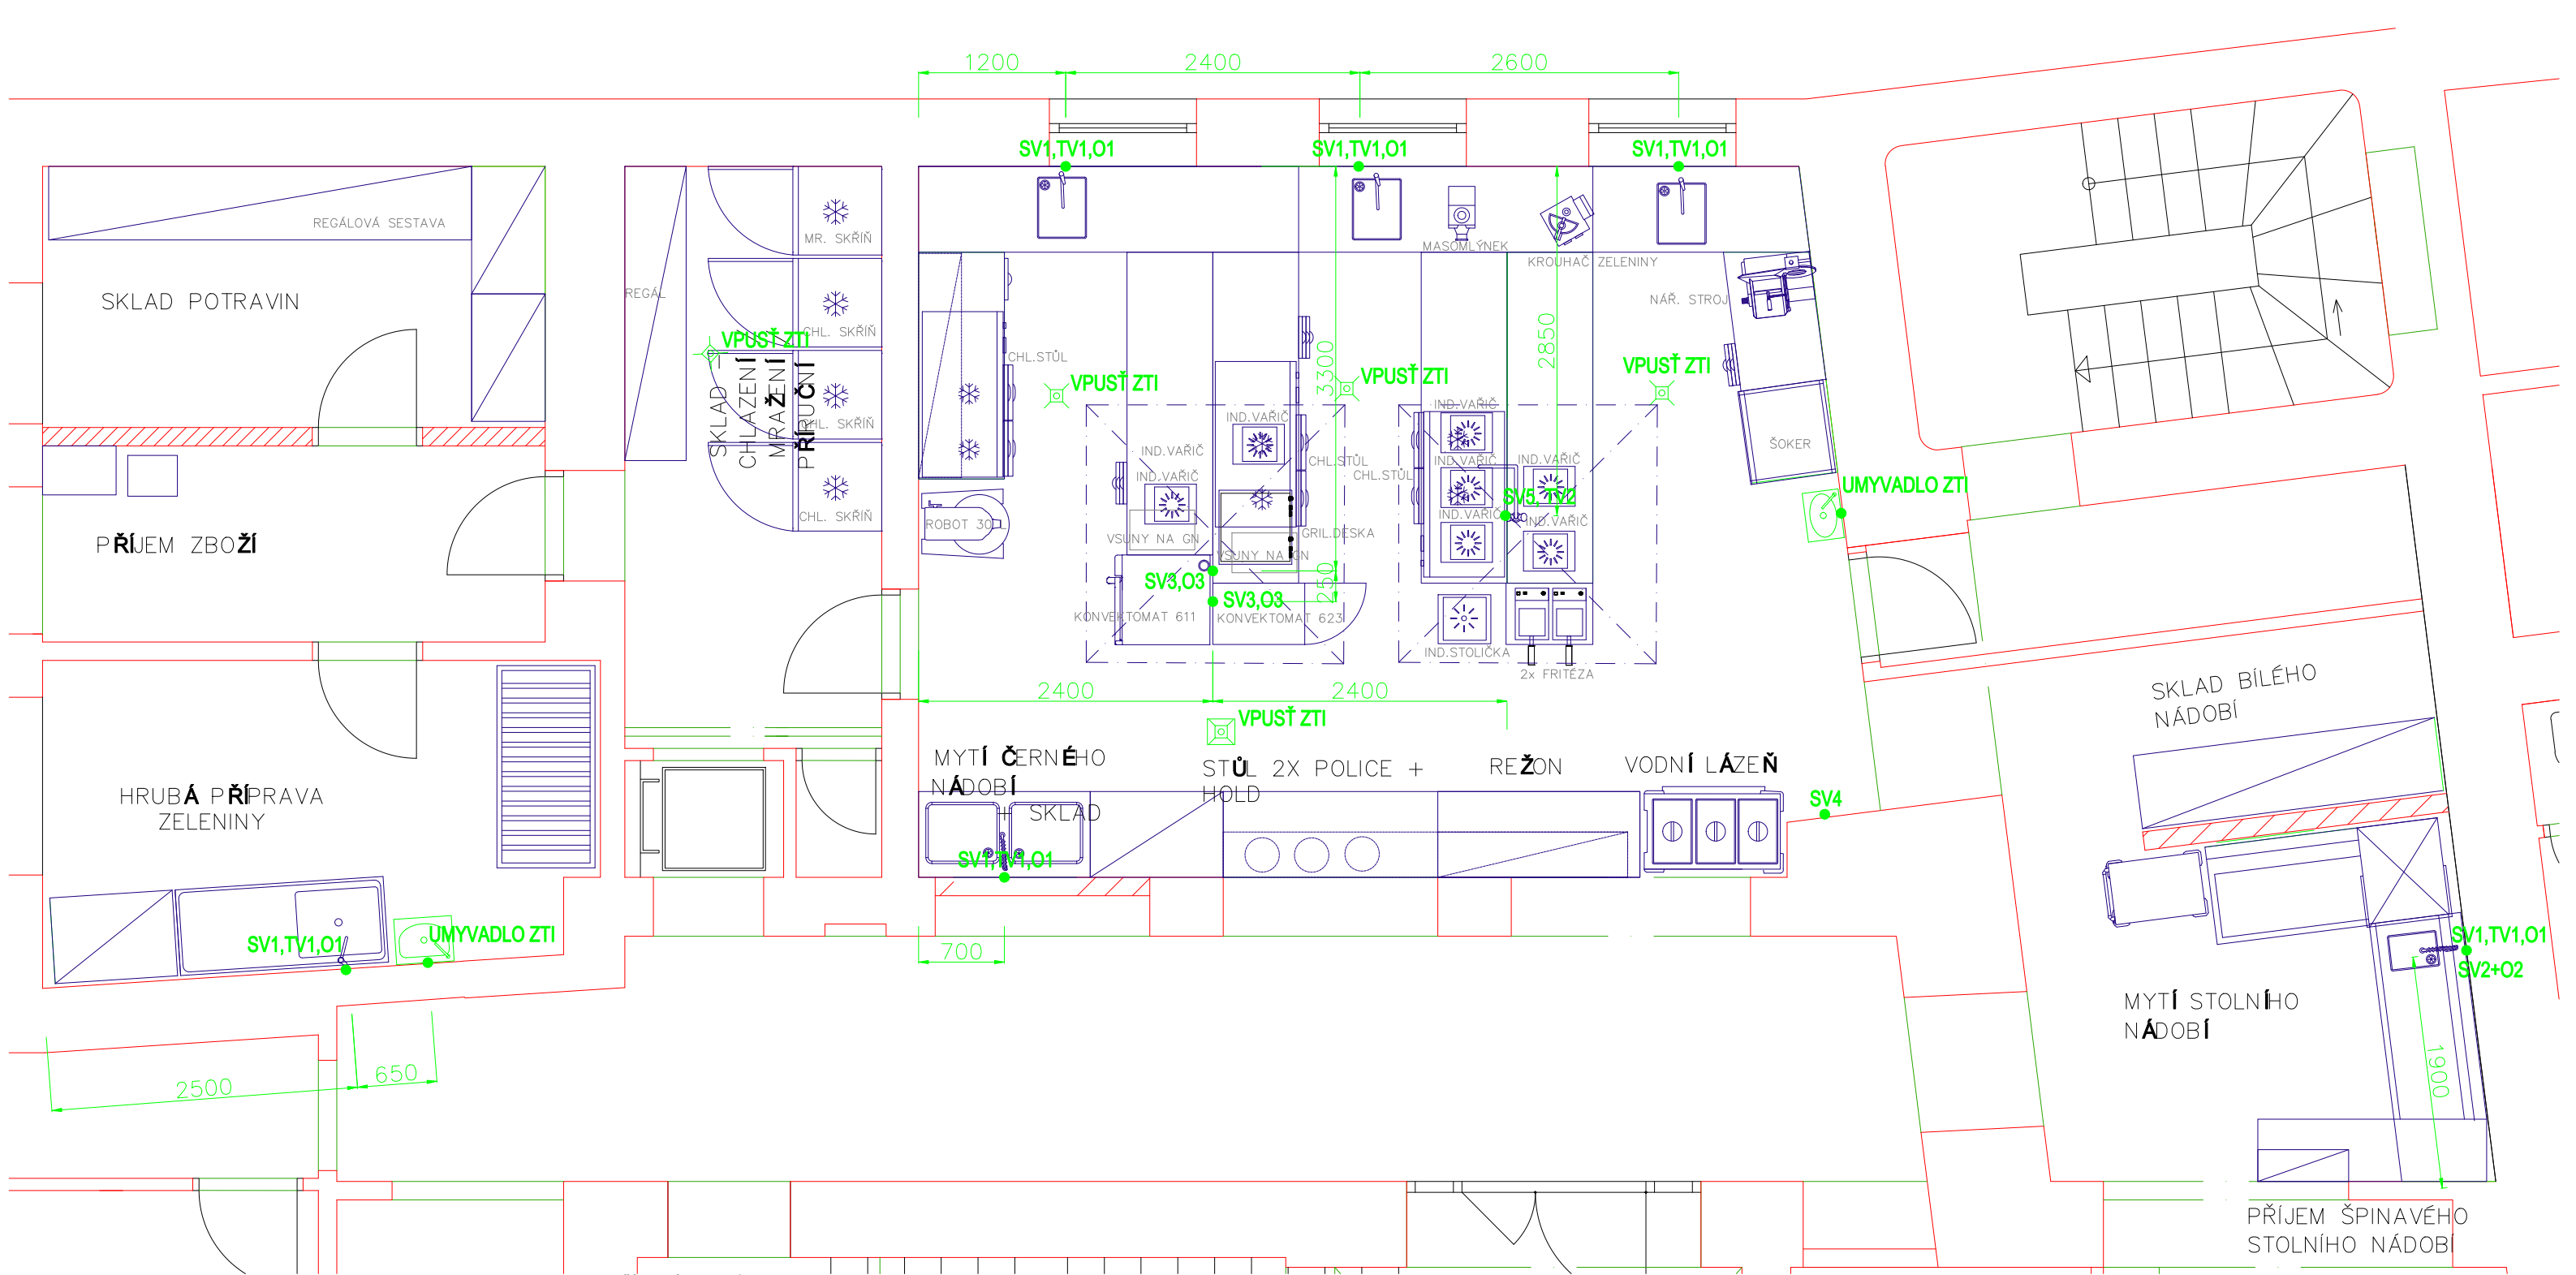 1200
2400
2600
SV1,TV1,O1
SV1,TV1,O1
SV1,TV1,O1
REGÁLOVÁ SESTAVA
SKLAD POTRAVIN
MR. SKŘÍŇ
REGÁL
CHL. SKŘÍŇ
VPUSŤ ZTI
SKLAD –
CHLAZENÍ
MRAŽENÍ
PŘÍRUČNÍ
CHL. SKŘÍŇ
CHL. SKŘÍŇ
MASOMLÝNEK
KROUHAČ ZELENINY
NÁŘ. STROJ
CHL.STŮL
3300
2850
VPUSŤ ZTI
VPUSŤ ZTI
VPUSŤ ZTI
IND.VAŘIČ
IND.VAŘIČ
ŠOKER
IND.VAŘIČ
IND.VAŘIČ
CHL.STŮL
CHL.STŮL
IND.VAŘIČ
IND.VAŘIČ
UMYVADLO ZTI
SV5, TV2
ROBOT 30 L
VSUNY NA GN
GRIL.DESKA
IND.VAŘIČ
IND.VAŘIČ
VSUNY NA GN
PŘÍJEM ZBOŽÍ
SV3,O3
250
SV3,O3
KONVEKTOMAT 611
KONVEKTOMAT 623
IND.STOLIČKA
2x FRITÉZA
2400
2400
VPUSŤ ZTI
SKLAD BÍLÉHO
NÁDOBÍ
MYTÍ ČERNÉHO
NÁDOBÍ
+ SKLAD
STŮL 2X POLICE +
HOLD
REŽON
VODNÍ LÁZEŇ
HRUBÁ PŘÍPRAVA
ZELENINY
SV4
SV1,TV1,O1
SV1,TV1,O1
UMYVADLO ZTI
700
SV1,TV1,O1
SV2+O2
MYTÍ STOLNÍHO
NÁDOBÍ
1900
2500
650
PŘÍJEM ŠPINAVÉHO
STOLNÍHO NÁDOBÍ